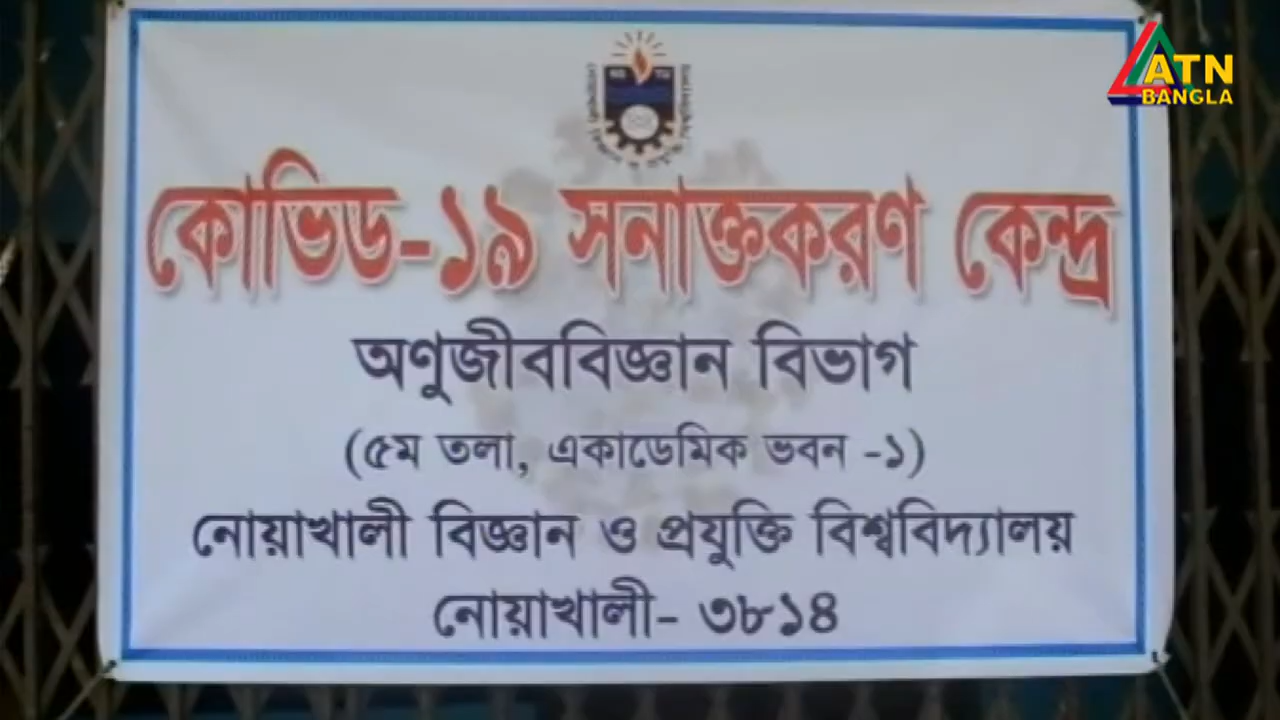 ATN
BANGLA
কোভিড-১৯ সনাক্তকরণ কেন্দ্র
অণুজীববিজ্ঞান বিভাগ
(৫ম তলা, একাডেমিক ভবন -১)
নোয়াখালী বিজ্ঞান ও প্রযুক্তি বিশ্ববিদ্যালয়
নোয়াখালী- ৩৮১৪